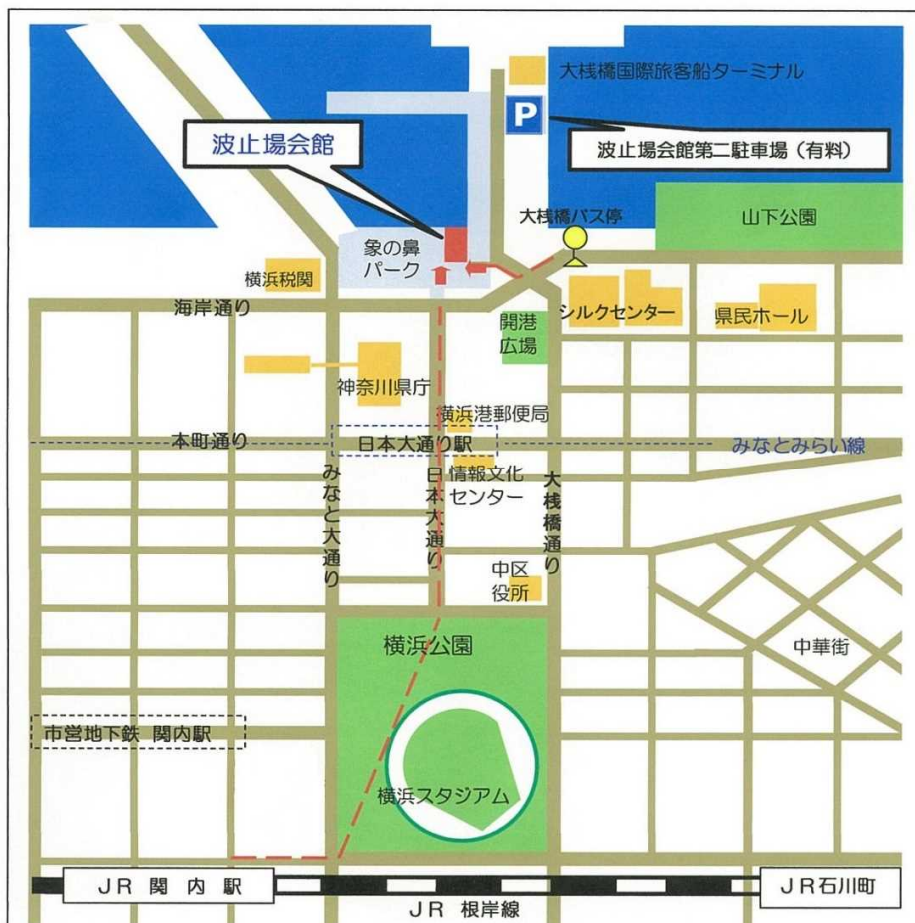 大桟橋国際旅客船ターミナル
P
波止場会館
波止場会館第二駐車場（有料）
大桟橋バス停
山下公園
象の鼻
パーク
横浜税関
海岸通り
シルクセンター
県民ホール
開港
広場
神奈川県庁
横浜港郵便局
本町通り
日本大通り駅
みなとみらい線
情報文化
センター
みなと大通り
日本大通り
大桟橋通り
中区
役所
横浜公園
中華街
市営地下鉄 関内駅
横浜スタジアム
JR 関 内 駅
JR石川町
JR 根岸線